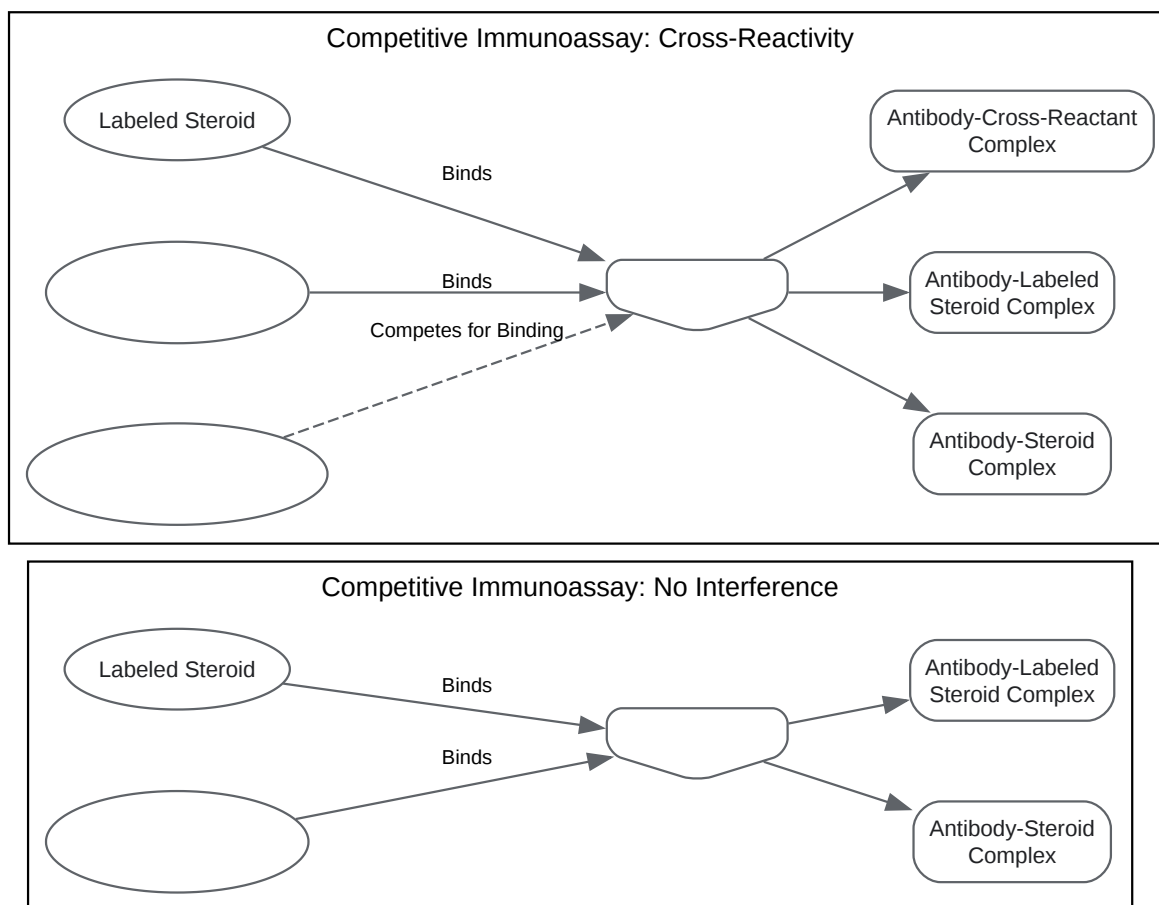 Competitive Immunoassay: Cross-Reactivity
Labeled Steroid
Binds
Binds
Competes for Binding
Antibody-Cross-Reactant
Complex
Antibody-Labeled
Steroid Complex
Antibody-Steroid
Complex
Competitive Immunoassay: No Interference
Labeled Steroid
Binds
Binds
Antibody-Labeled
Steroid Complex
Antibody-Steroid
Complex